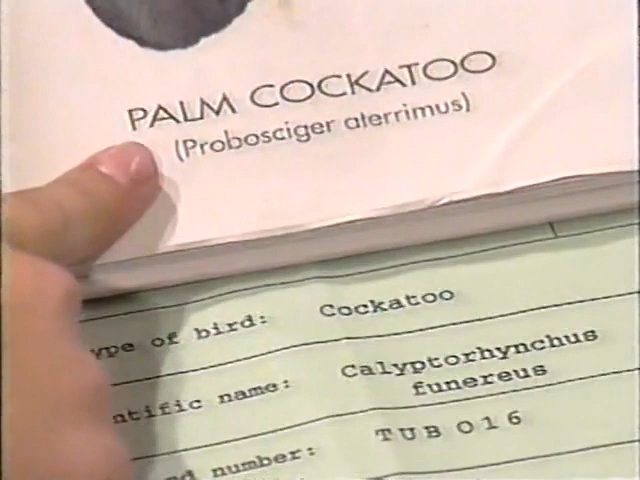 PALM COCKATOO
(Probosciger aterrimus)
ype of bird: Cockatoo
ntific name: Calyptorhynchus
funereus
nd number: TUB 016